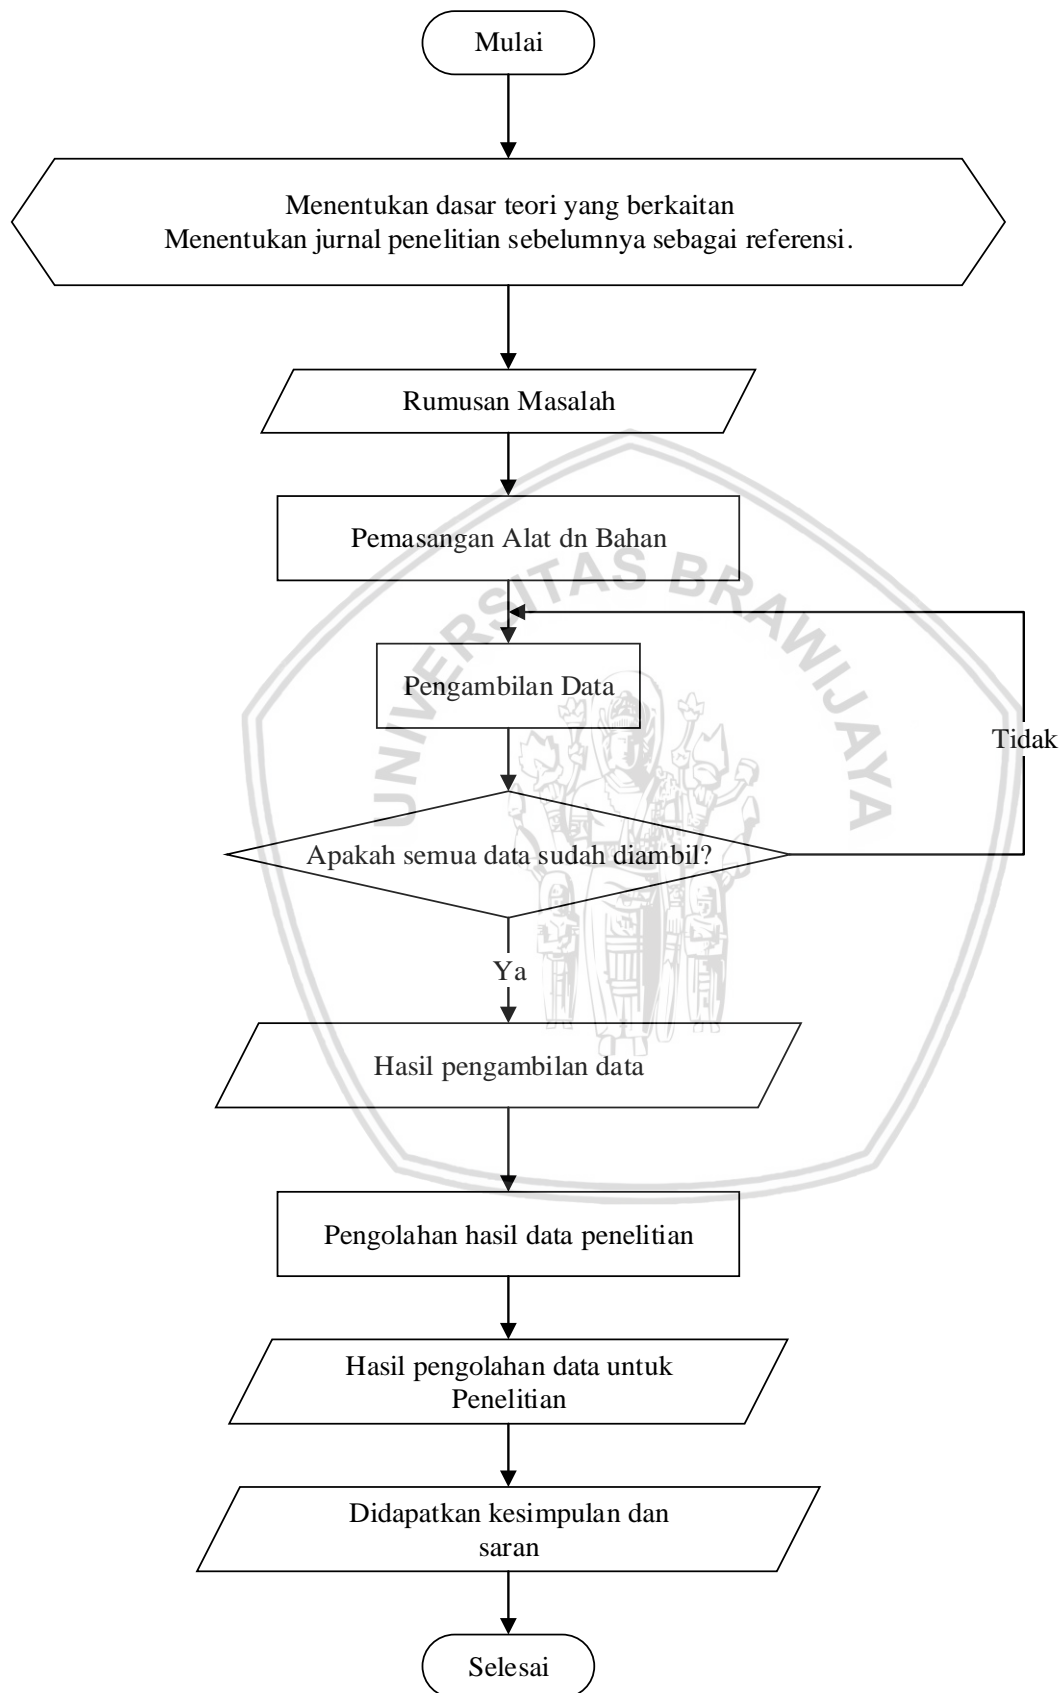 Mulai
Menentukan dasar teori yang berkaitan
Menentukan jurnal penelitian sebelumnya sebagai referensi.
Rumusan Masalah
Pemasangan Alat dn Bahan
UNIVERSITAS BRAWIJAYA
Pengambilan Data
Tidak
Apakah semua data sudah diambil?
Ya
Hasil pengambilan data
Pengolahan hasil data penelitian
Hasil pengolahan data untuk
Penelitian
Didapatkan kesimpulan dan
saran
Selesai